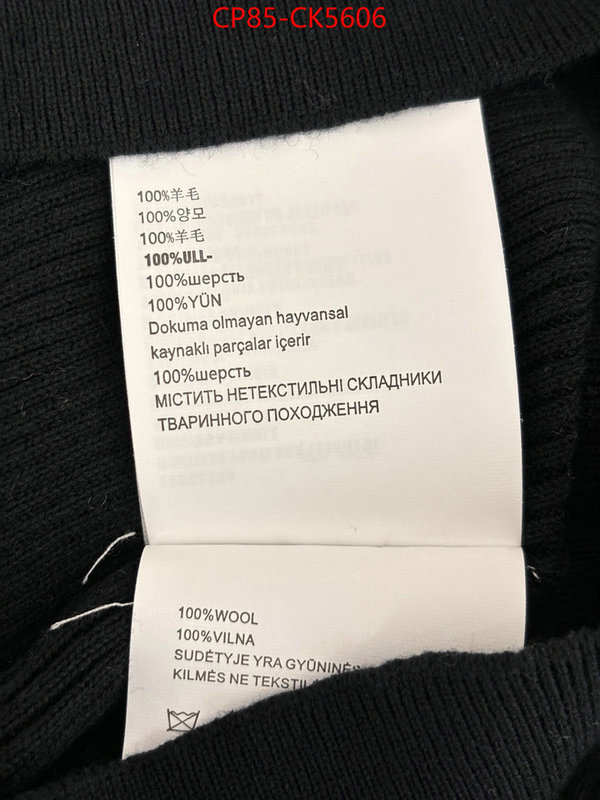 CP85-CK5606
100%羊毛
100%양모
100%羊毛
100%ULL-
100%шерсть
100%YÜN
Dokuma olmayan hayvansal
kaynaklı parçalar içerir
100%шерсть
МІСТИТЬ НЕТЕКСТИЛЬНІ СКЛАДНИКИ
ТВАРИННОГО ПОХОДЖЕННЯ
100%WOOL
100%VILNA
SUDĖTYJE YRA
KILMĖS NE